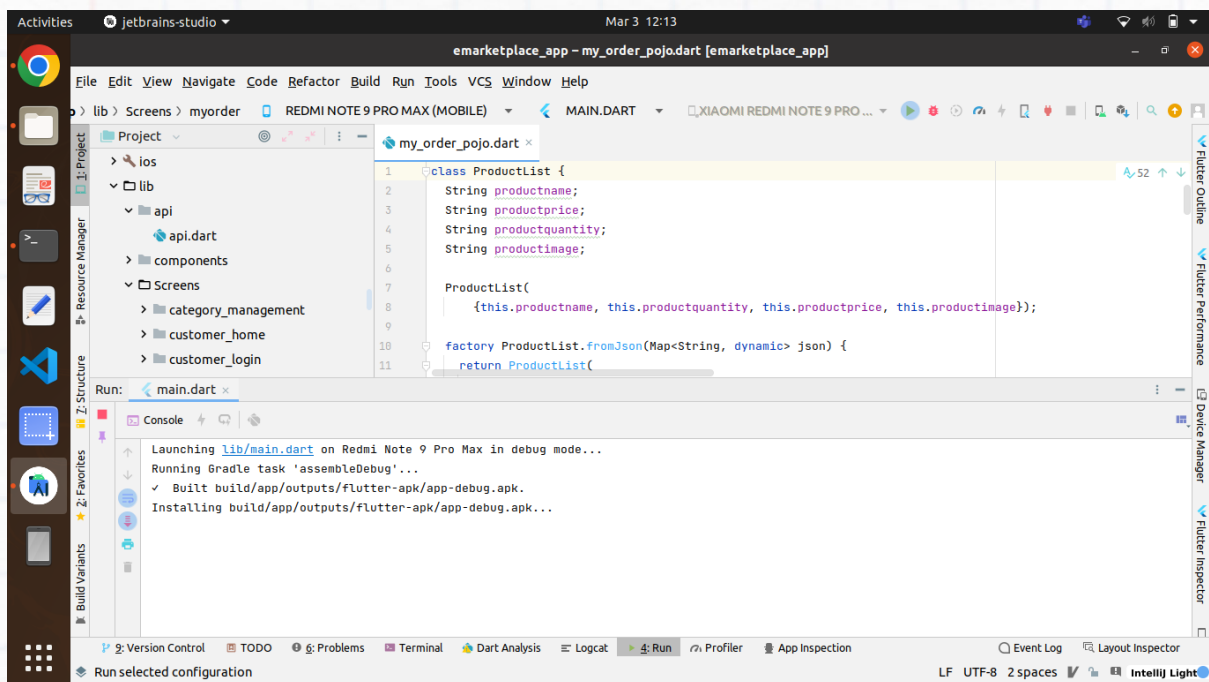 Activities jetbrains-studio Mar 3 12:13
emarketplace_app – my_order_pojo.dart [emarketplace_app]
File Edit View Navigate Code Refactor Build Run Tools VCS Window Help
lib Screens myorder REDMI NOTE 9 PRO MAX (MOBILE) MAIN.DART XIAOMI REDMI NOTE 9 PRO ...
Project
my_order_pojo.dart
ios
lib
api
api.dart
components
Screens
category_management
customer_home
customer_login
1 class ProductList {
2 String productname;
3 String productprice;
4 String productquantity;
5 String productimage;
6
7 ProductList(
8 {this.productname, this.productquantity, this.productprice, this.productimage});
9
10 factory ProductList.fromJson(Map<String, dynamic> json) {
11 return ProductList(
52
1: Project
Resource Manager
Z: Structure
2: Favorites
Build Variants
Flutter Outline
Flutter Performance
Device Manager
Flutter Inspector
Run: main.dart
Console
Launching lib/main.dart on Redmi Note 9 Pro Max in debug mode...
Running Gradle task 'assembleDebug'...
✓ Built build/app/outputs/flutter-apk/app-debug.apk.
Installing build/app/outputs/flutter-apk/app-debug.apk...
9: Version Control TODO 6: Problems Terminal Dart Analysis Logcat 4: Run Profiler App Inspection Event Log Layout Inspector
Run selected configuration LF UTF-8 2 spaces IntelliJ Light